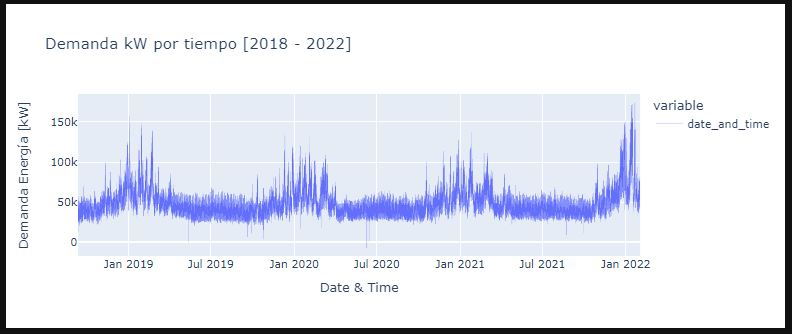 Demanda kW por tiempo [2018 - 2022]
Demanda Energía [kW]
150k
100k
50k
0
Jan 2019 Jul 2019 Jan 2020 Jul 2020 Jan 2021 Jul 2021 Jan 2022
Date & Time
variable
date_and_time